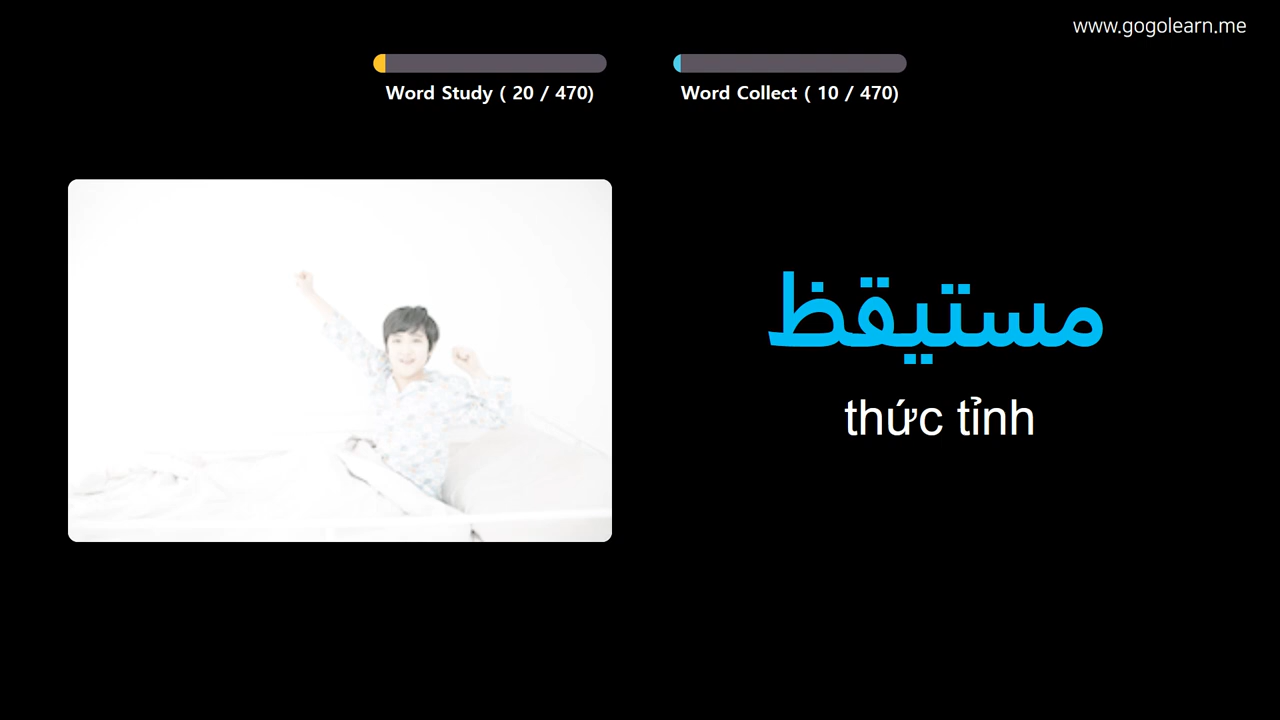 www.gogolearn.me
Word Study ( 20 / 470)
Word Collect ( 10 / 470)
مستيقظ
thức tỉnh